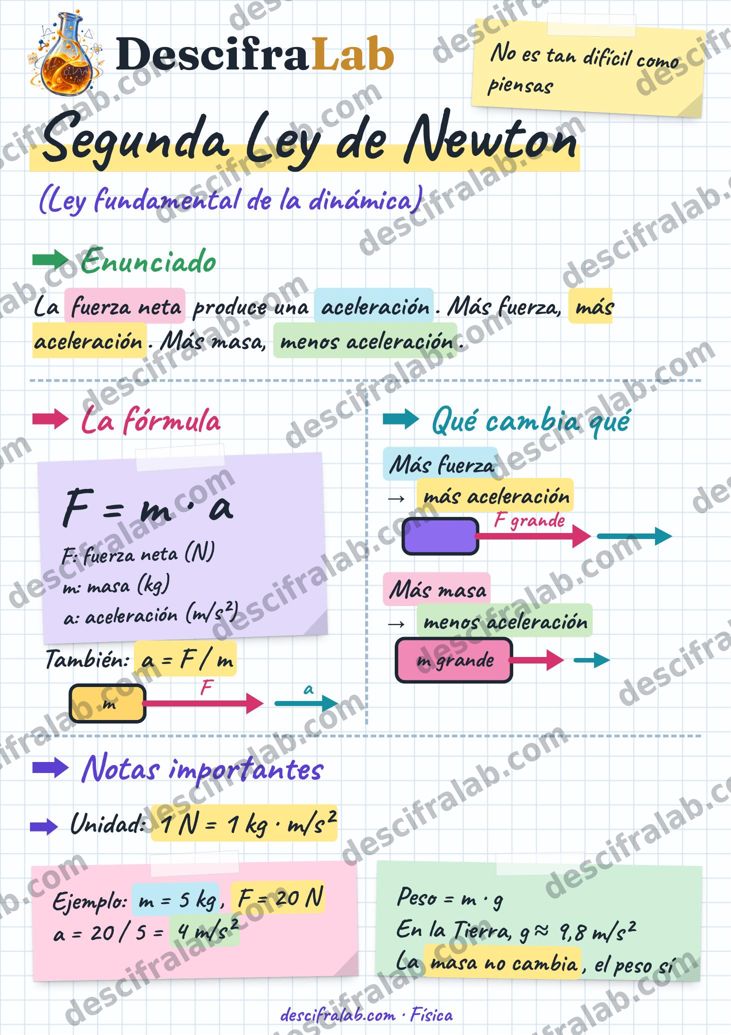 DescifraLab
No es tan difícil como
piensas
Segunda Ley de Newton
(Ley fundamental de la dinámica)
Enunciado
La fuerza neta produce una aceleración. Más fuerza, más
aceleración. Más masa, menos aceleración.
La fórmula
F = m · a
F: fuerza neta (N)
m: masa (kg)
a: aceleración (m/s²)
También: a = F / m
m F a
Qué cambia qué
Más fuerza
→ más aceleración
F grande
Más masa
→ menos aceleración
m grande
Notas importantes
Unidad: 1 N = 1 kg · m/s²
Ejemplo: m = 5 kg, F = 20 N
a = 20 / 5 = 4 m/s²
Peso = m · g
En la Tierra, g ≈ 9,8 m/s²
La masa no cambia, el peso sí
descifralab.com · Física
descifralab.com